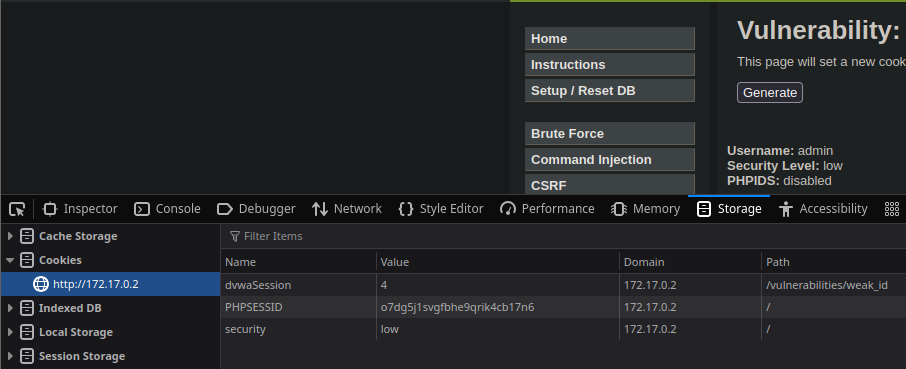 Vulnerability:
Home
This page will set a new cook
Instructions
Generate
Setup / Reset DB
Brute Force
Username: admin
Command Injection
Security Level: low
CSRF
PHPIDS: disabled
Inspector Console Debugger Network Style Editor Performance Memory Storage Accessibility
Cache Storage
Filter Items
Cookies
Name Value Domain Path
http://172.17.0.2
dvwaSession 4 172.17.0.2 /vulnerabilities/weak_id
Indexed DB
PHPSESSID o7dg5j1svgfbhe9qrik4cb17n6 172.17.0.2 /
Local Storage
security low 172.17.0.2 /
Session Storage